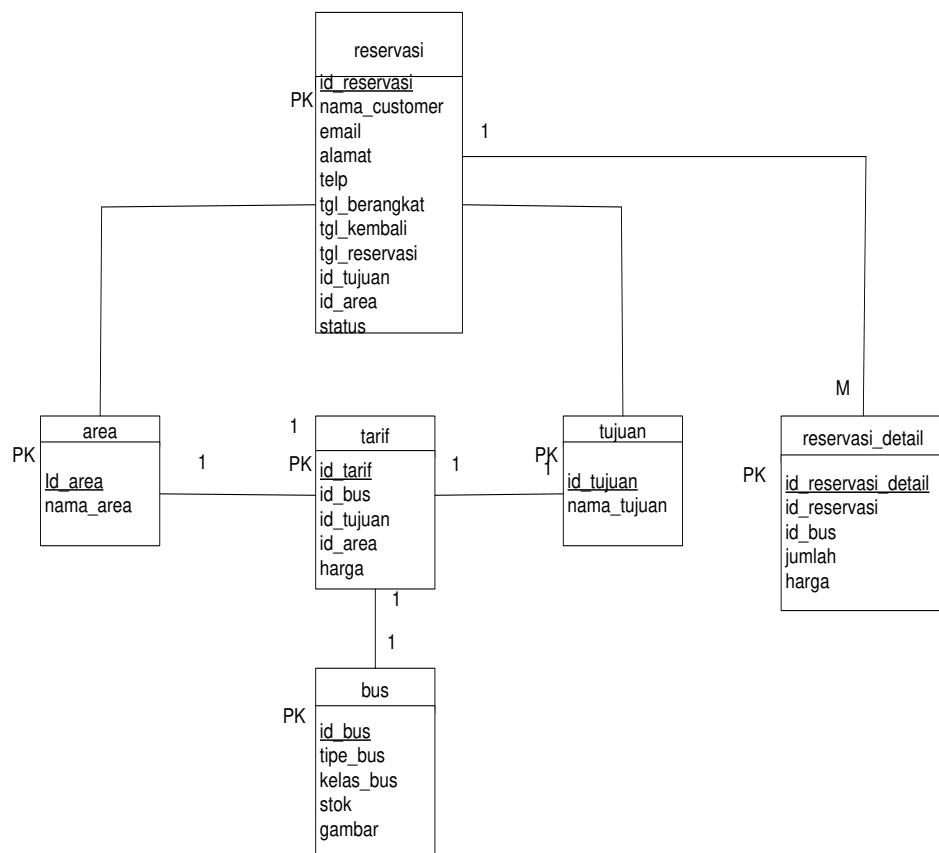 reservasi
PK
id_reservasi
nama_customer
email
alamat
telp
tgl_berangkat
tgl_kembali
tgl_reservasi
id_tujuan
id_area
status
1
M
area
PK
Id_area
nama_area
1
1
tarif
PK
id_tarif
id_bus
id_tujuan
id_area
harga
1
1
tujuan
PK
id_tujuan
nama_tujuan
reservasi_detail
PK
id_reservasi_detail
id_reservasi
id_bus
jumlah
harga
1
1
bus
PK
id_bus
tipe_bus
kelas_bus
stok
gambar